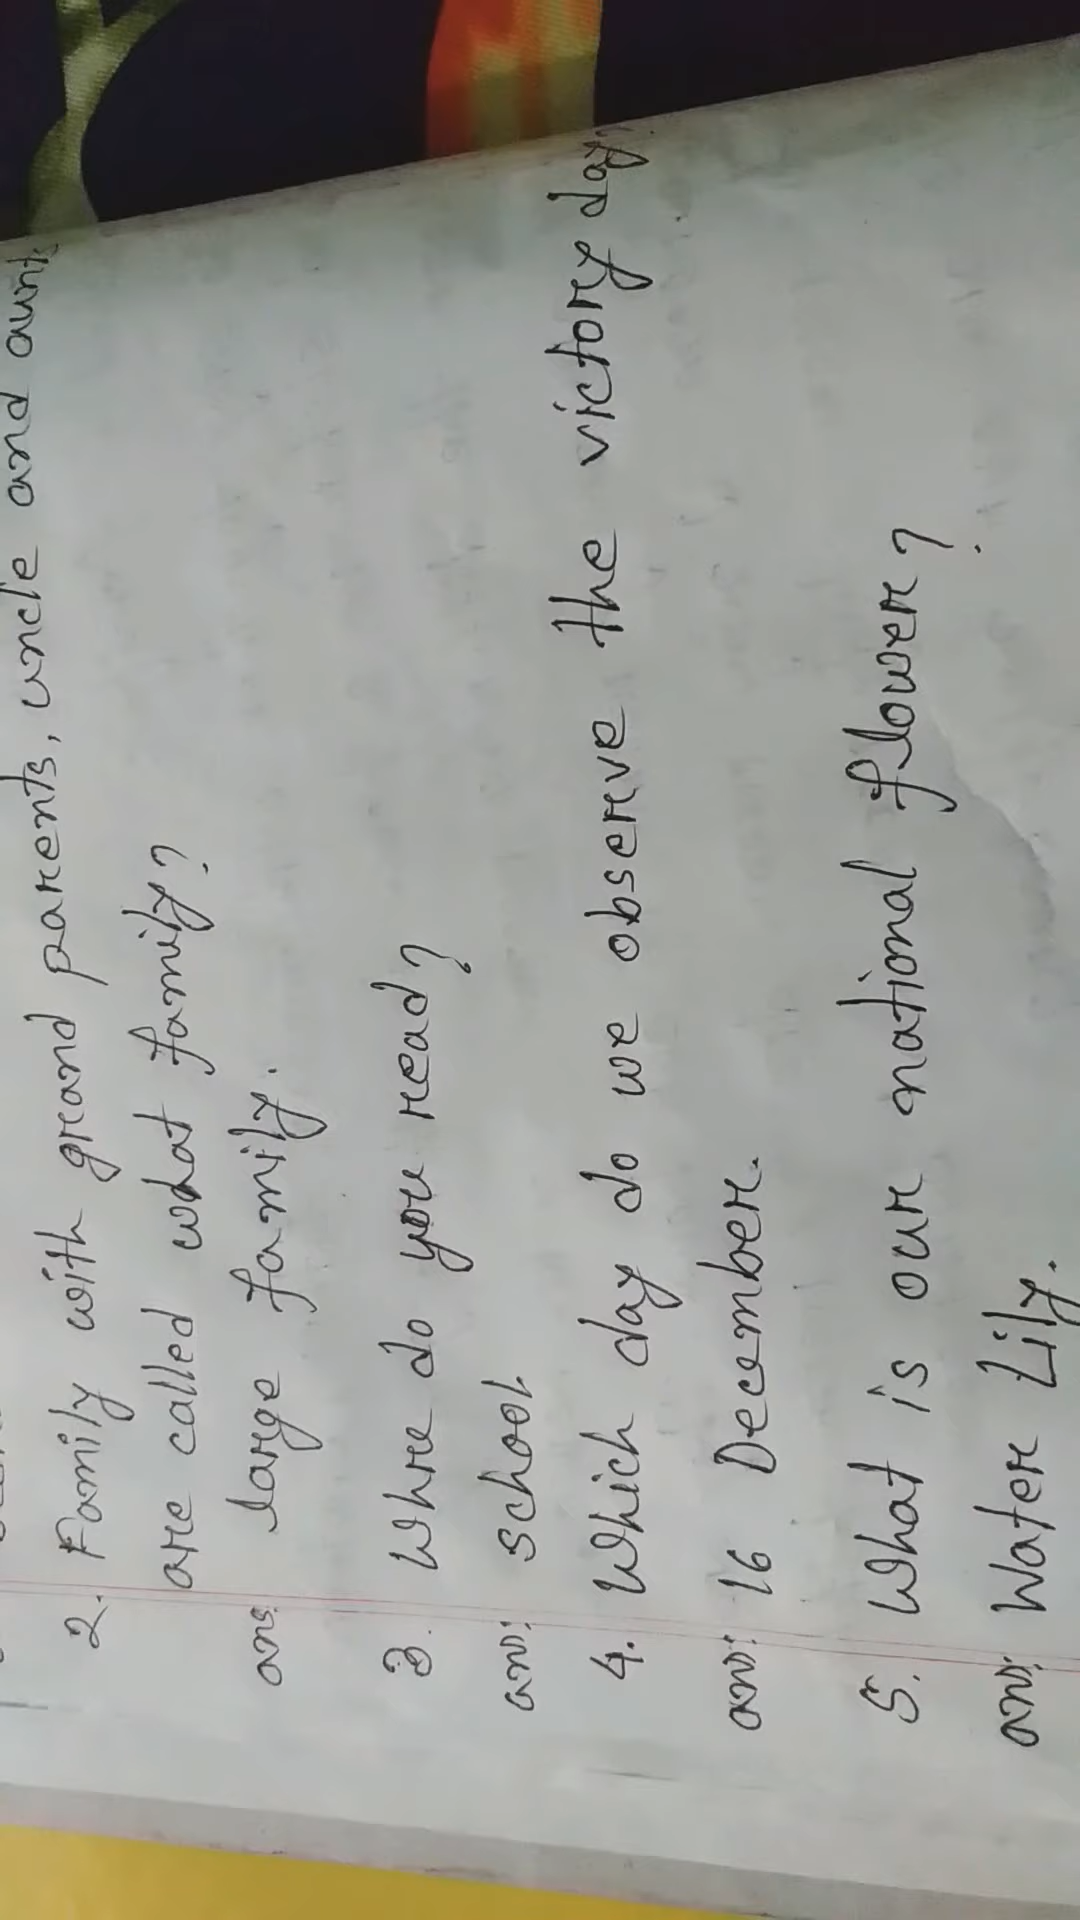 2. Family with grand parents, uncle and aunts
are called what family?
ans. large family.
3. Whre do you read?
ans: school.
4. Which day do we observe the victory day?
ans: 16 December.
5. What is our national flower?
ans: Water Lily.